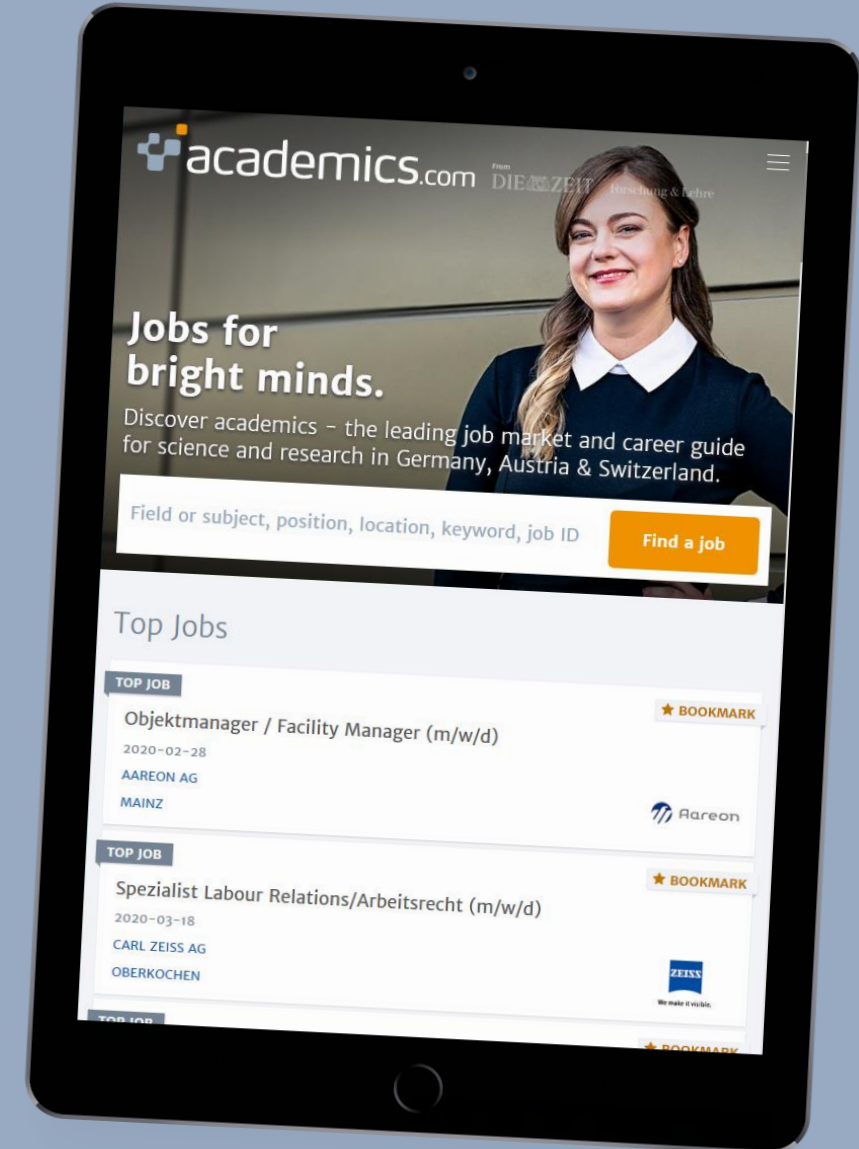 academics.com
From
DIE ZEIT
Forschung & Lehre
Jobs for
bright minds.
Discover academics – the leading job market and career guide
for science and research in Germany, Austria & Switzerland.
Field or subject, position, location, keyword, job ID
Find a job
Top Jobs
TOP JOB
BOOKMARK
Objektmanager / Facility Manager (m/w/d)
2020-02-28
AAREON AG
MAINZ
Aareon
TOP JOB
BOOKMARK
Spezialist Labour Relations/Arbeitsrecht (m/w/d)
2020-03-18
CARL ZEISS AG
OBERKOCHEN
ZEISS
We make it visible.
TOP JOB
BOOKMARK